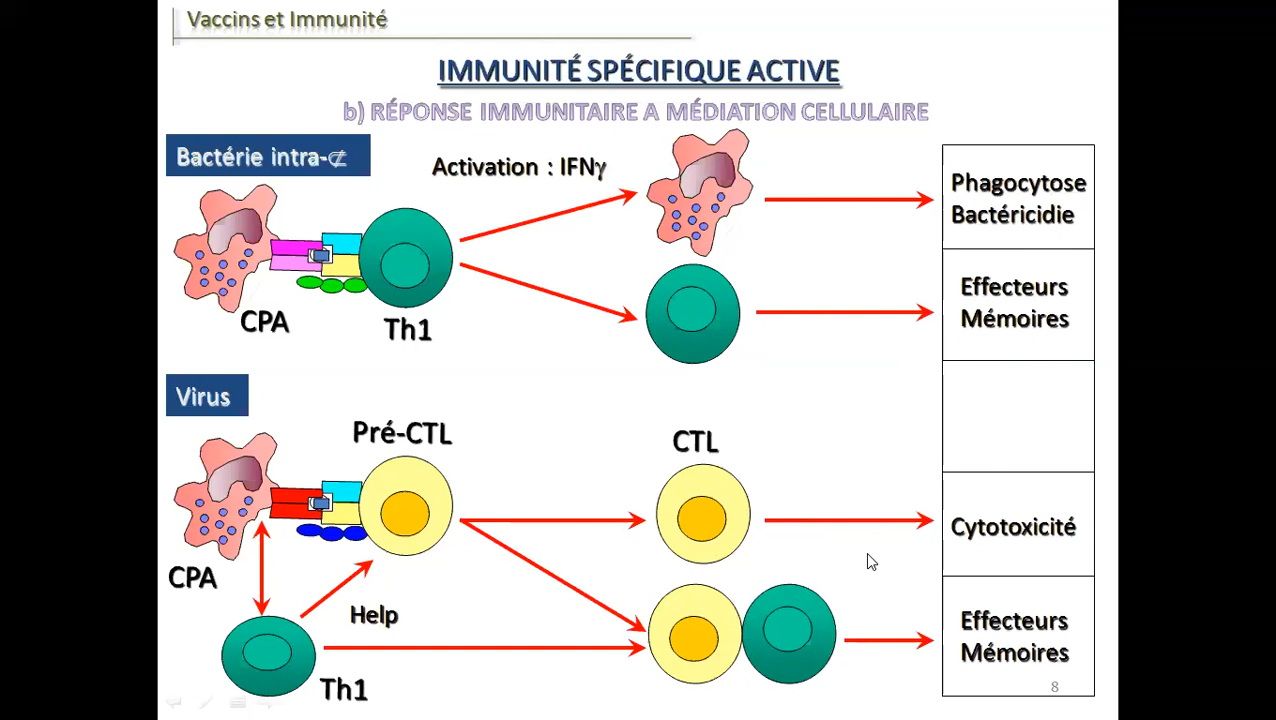 Vaccins et Immunité
IMMUNITÉ SPÉCIFIQUE ACTIVE
b) RÉPONSE IMMUNITAIRE A MÉDIATION CELLULAIRE
Bactérie intra-⊄
Activation : IFNγ
CPA
Th1
Phagocytose
Bactéricidie
Effecteurs
Mémoires
Virus
Pré-CTL
CTL
CPA
Help
Th1
Cytotoxicité
Effecteurs
Mémoires
8